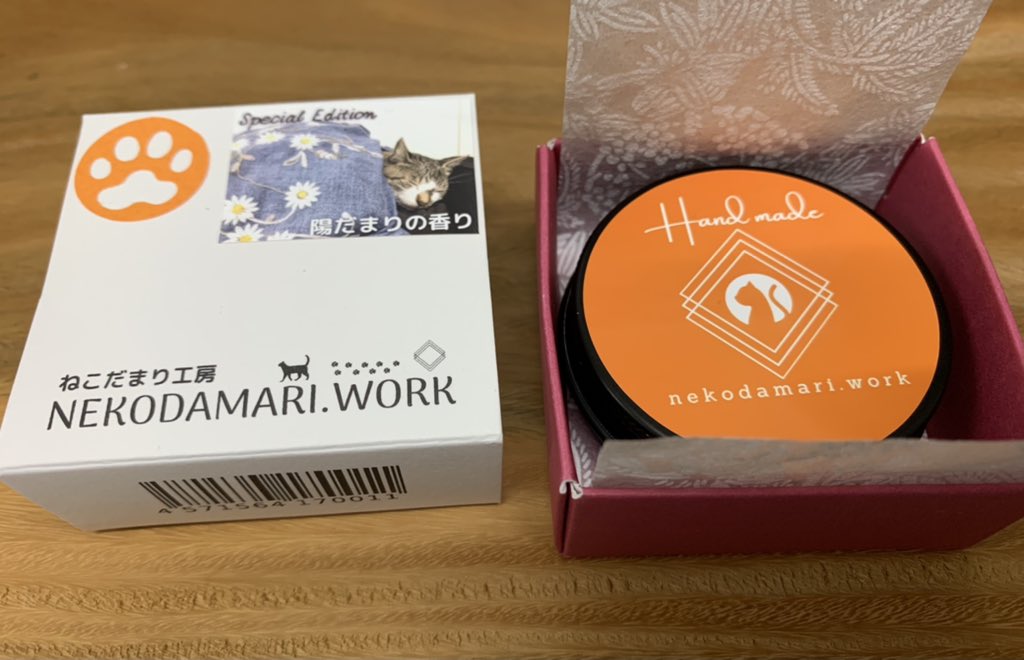 Special Edition
陽だまりの香り
ねこだまり工房
NEKODAMARI.WORK
4 571564 170011
Hand made
nekodamari.work